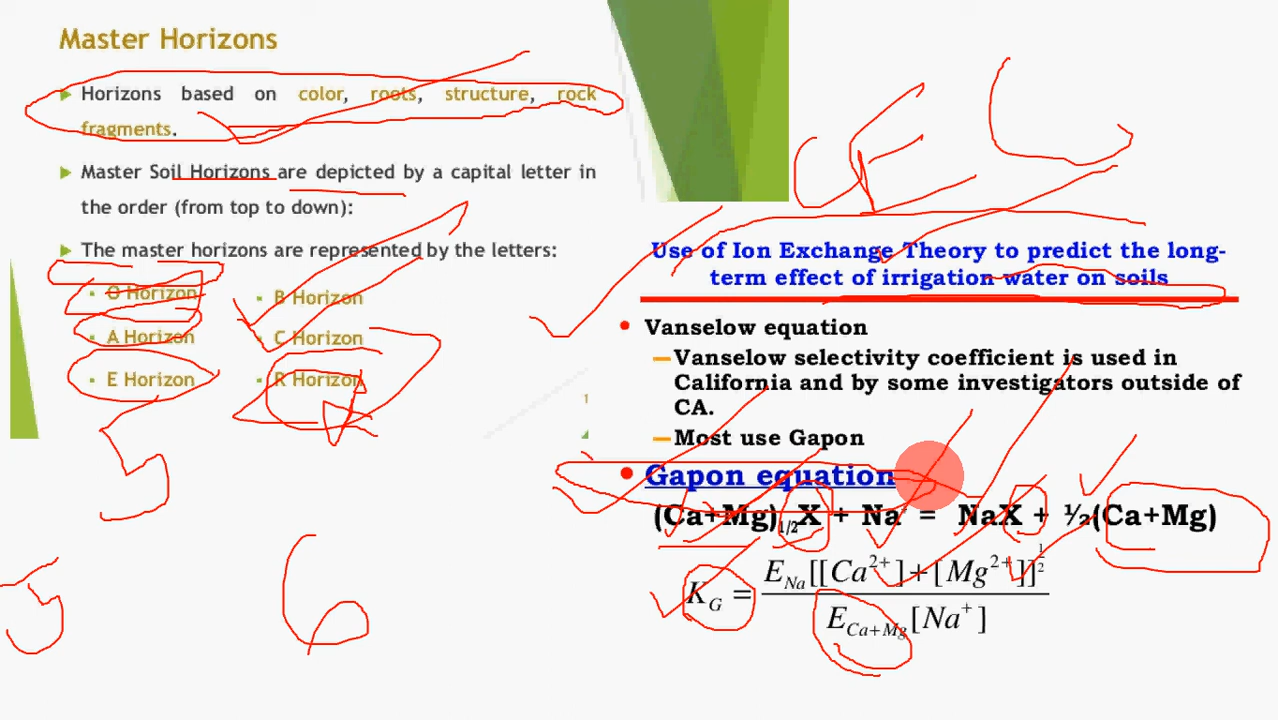 Master Horizons
Horizons based on color, roots, structure, rock
fragments.
Master Soil Horizons are depicted by a capital letter in
the order (from top to down):
The master horizons are represented by the letters:
O Horizon
A Horizon
E Horizon
B Horizon
C Horizon
R Horizon
5
5
6
CEC
Use of Ion Exchange Theory to predict the long-
term effect of irrigation water on soils
Vanselow equation
Vanselow selectivity coefficient is used in
California and by some investigators outside of
CA.
Most use Gapon
Gapon equation
(Ca+Mg)1/2X + Na+ = NaX + ½(Ca+Mg)
K_G = E_Na[[Ca²⁺]+[Mg²⁺]]^(1/2) / E_Ca+Mg[Na⁺]